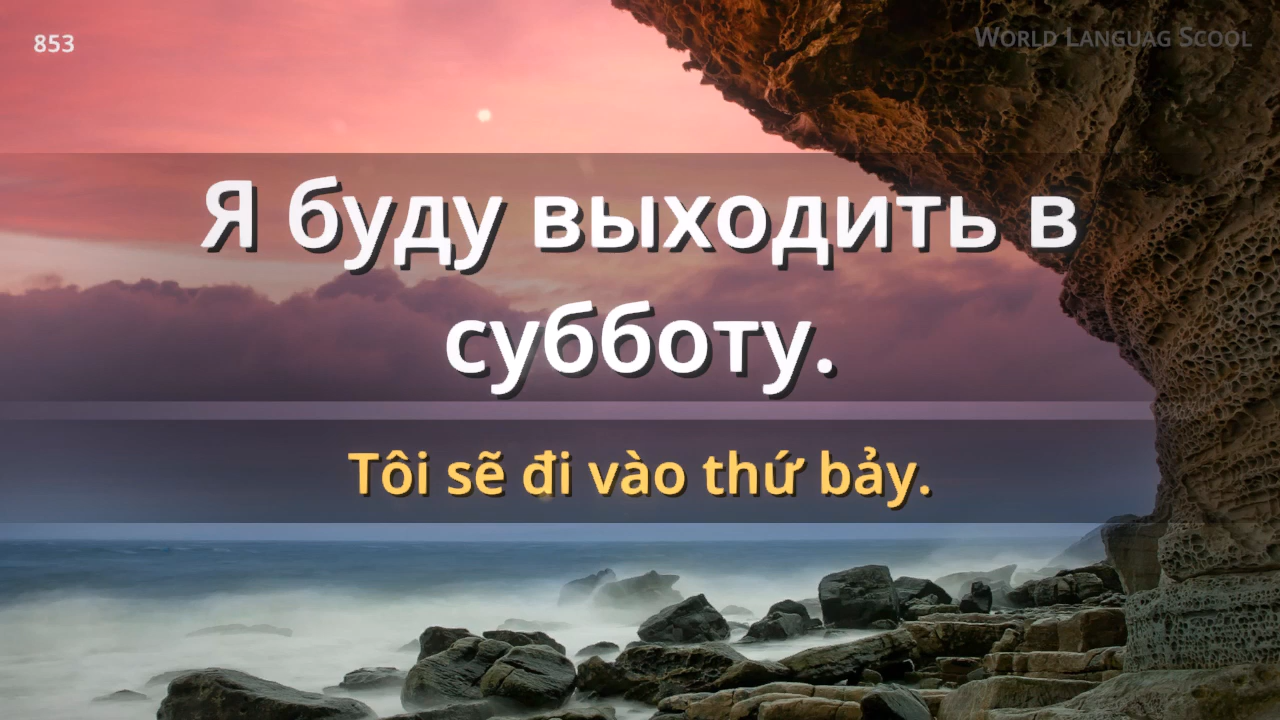 853
WORLD LANGUAG SCOOL
Я буду выходить в
субботу.
Tôi sẽ đi vào thứ bảy.